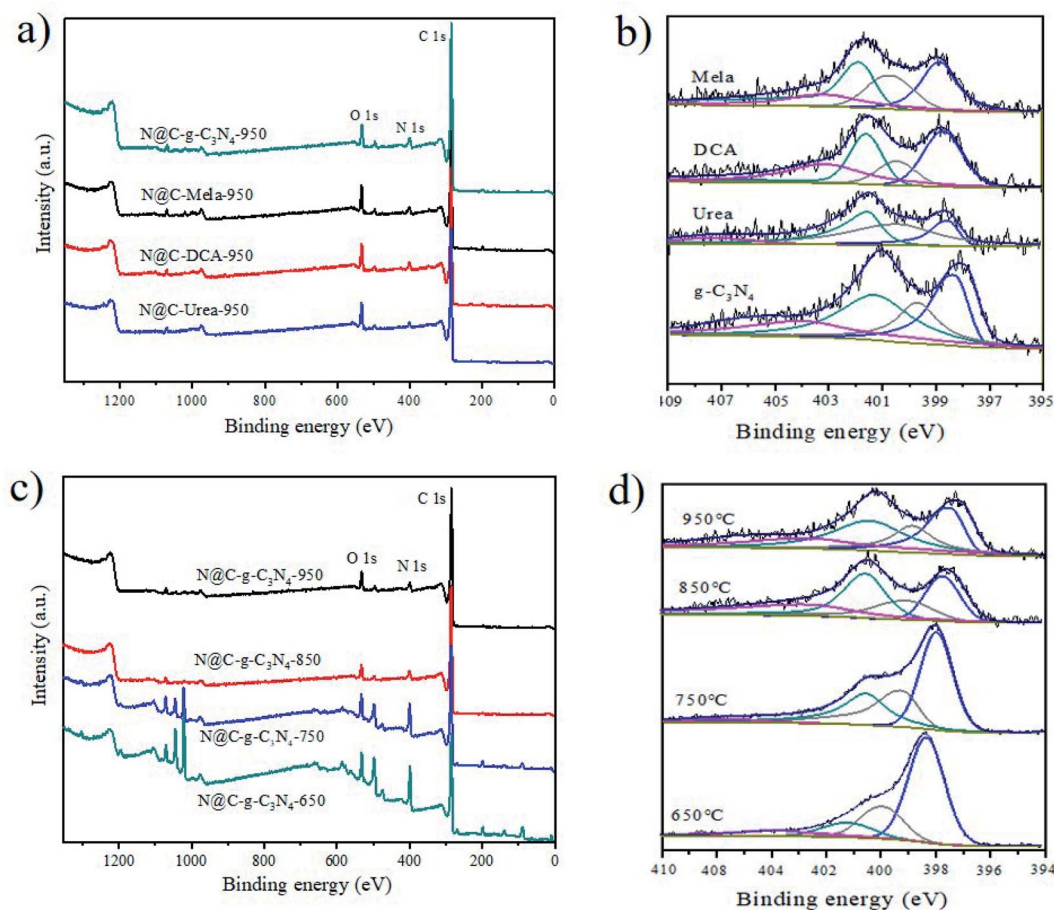 a)
C 1s
O 1s
N 1s
N@C-g-C₃N₄-950
N@C-Mela-950
N@C-DCA-950
N@C-Urea-950
Intensity (a.u.)
1200 1000 800 600 400 200 0
Binding energy (eV)
b)
Mela
DCA
Urea
g-C₃N₄
409 407 405 403 401 399 397 395
Binding energy (eV)
c)
C 1s
O 1s
N 1s
N@C-g-C₃N₄-950
N@C-g-C₃N₄-850
N@C-g-C₃N₄-750
N@C-g-C₃N₄-650
Intensity (a.u.)
1200 1000 800 600 400 200 0
Binding energy (eV)
d)
950°C
850°C
750°C
650°C
410 408 406 404 402 400 398 396 394
Binding energy (eV)